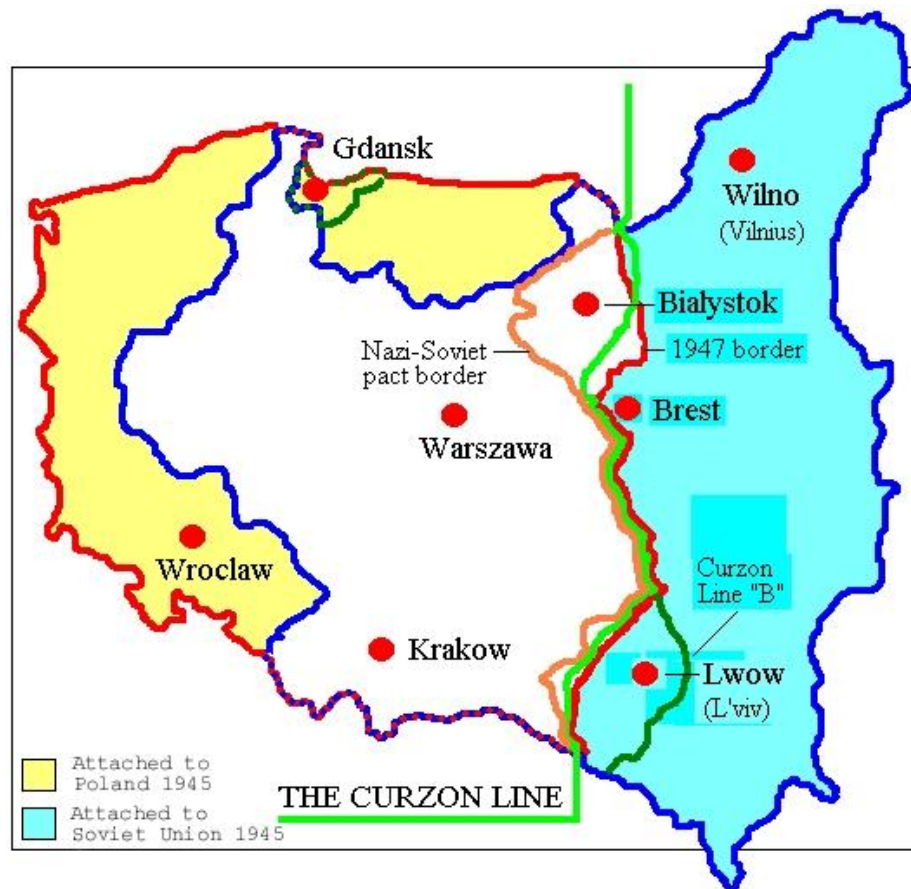 Gdansk
Wilno
(Vilnius)
Bialystok
Nazi-Soviet
pact border
1947 border
Brest
Warszawa
Wroclaw
Curzon
Line "B"
Krakow
Lwow
(L'viv)
Attached to
Poland 1945
THE CURZON LINE
Attached to
Soviet Union 1945